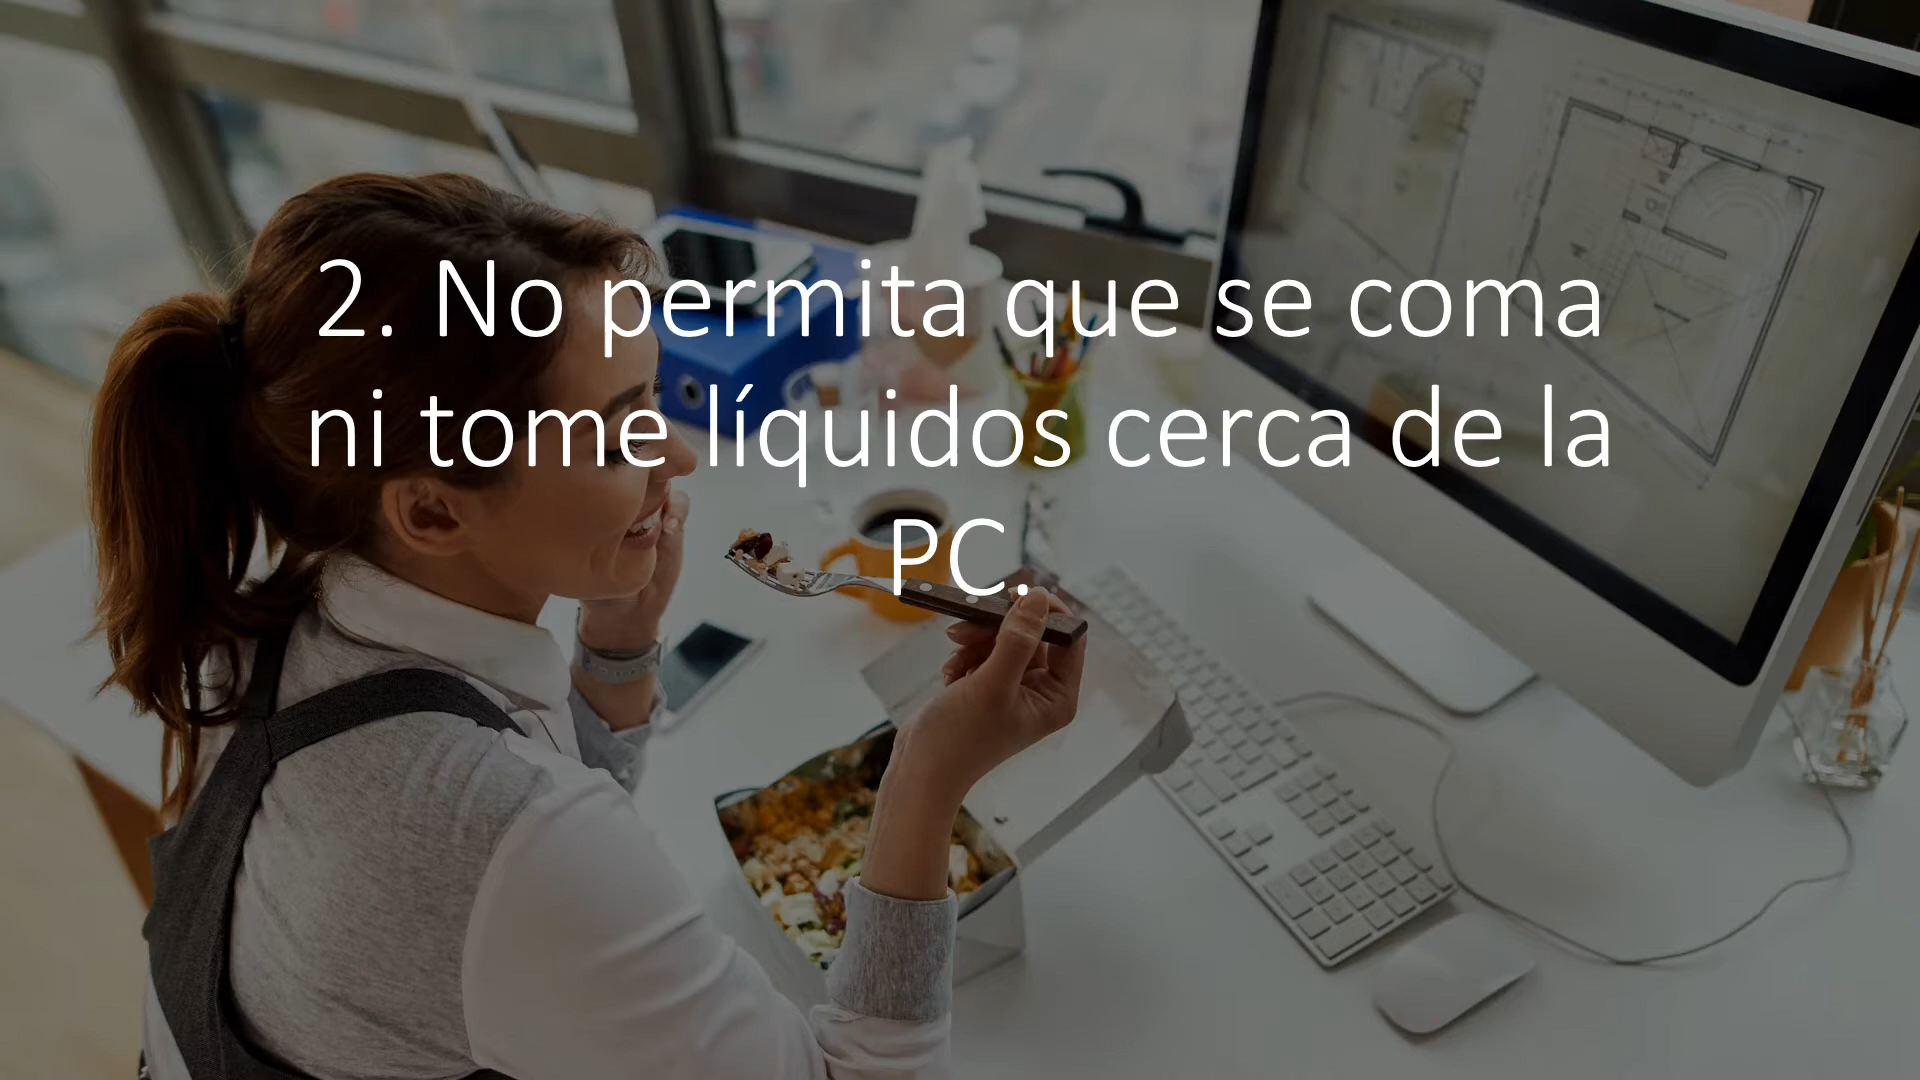 2. No permita que se coma
ni tome líquidos cerca de la
PC.